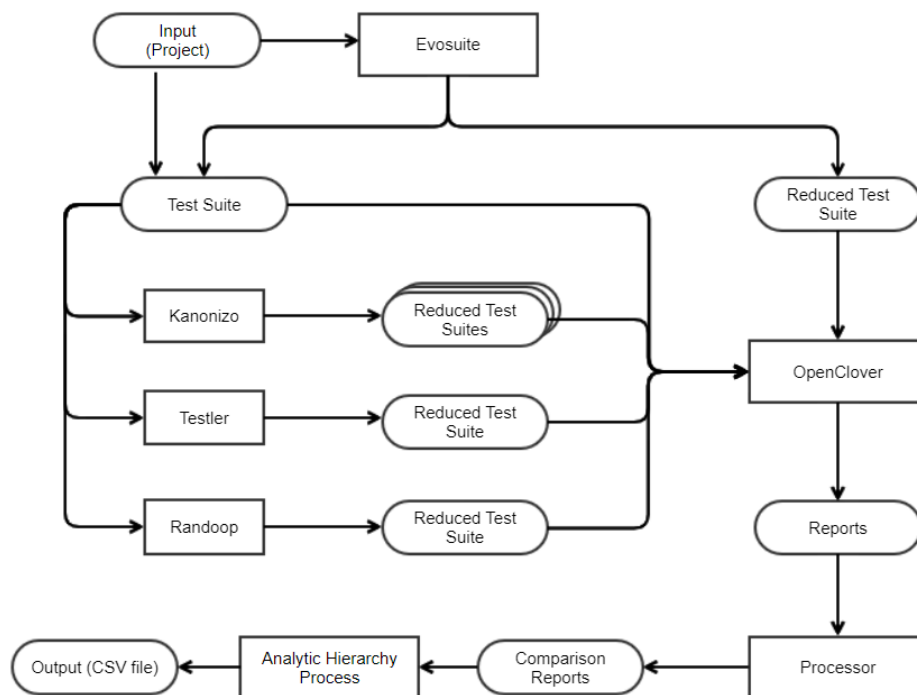 Input
(Project)
Evosuite
Test Suite
Reduced Test
Suite
Kanonizo
Reduced Test
Suites
OpenClover
Testler
Reduced Test
Suite
Randoop
Reduced Test
Suite
Reports
Output (CSV file)
Analytic Hierarchy
Process
Comparison
Reports
Processor